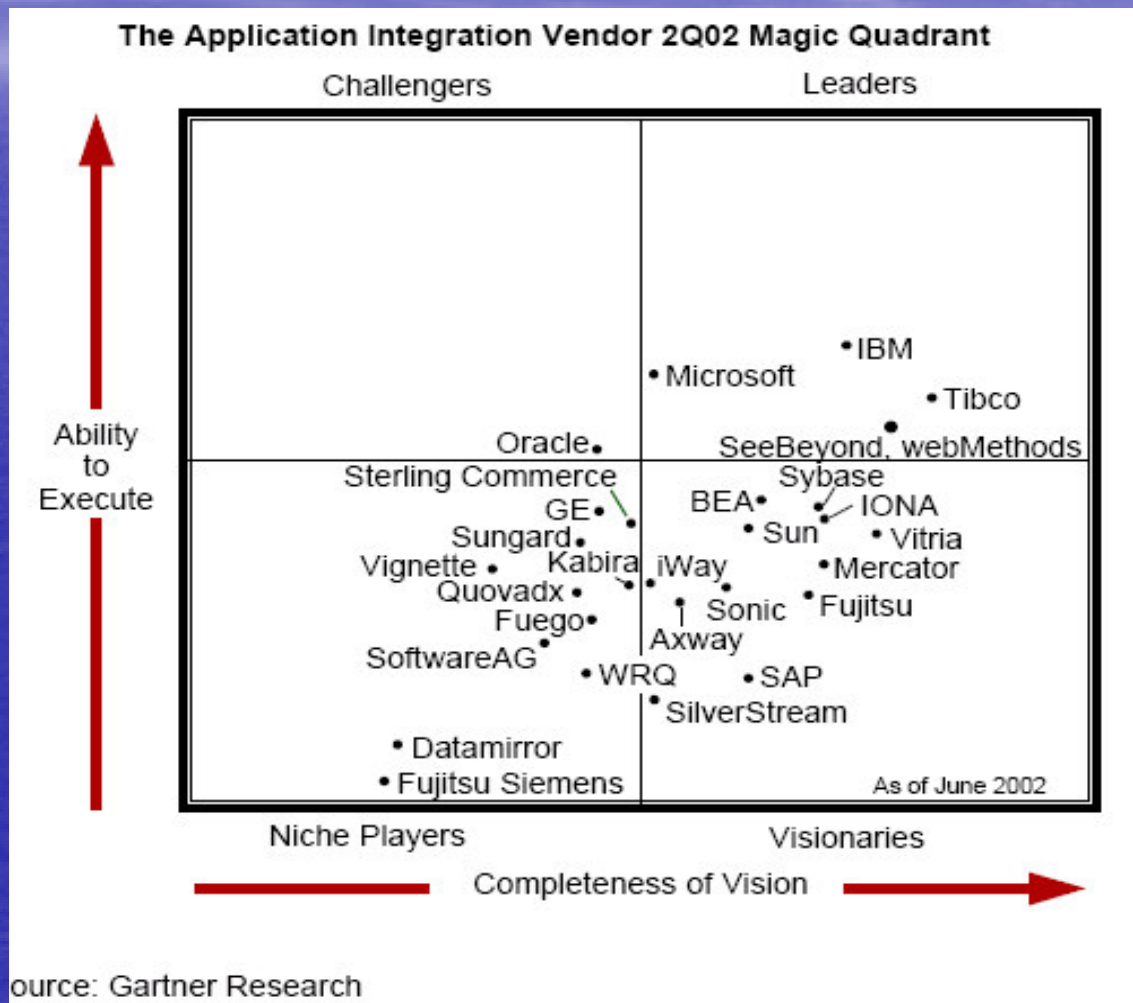 The Application Integration Vendor 2Q02 Magic Quadrant
Challengers
Leaders
Ability
to
Execute
IBM
Microsoft
Tibco
Oracle
SeeBeyond, webMethods
Sterling Commerce
Sybase
BEA
IONA
GE
Sun
Vitria
Sungard
Kabira
iWay
Mercator
Vignette
Quovadx
Sonic
Fujitsu
Fuego
Axway
SoftwareAG
WRQ
SAP
SilverStream
Datamirror
Fujitsu Siemens
As of June 2002
Niche Players
Visionaries
Completeness of Vision
ource: Gartner Research